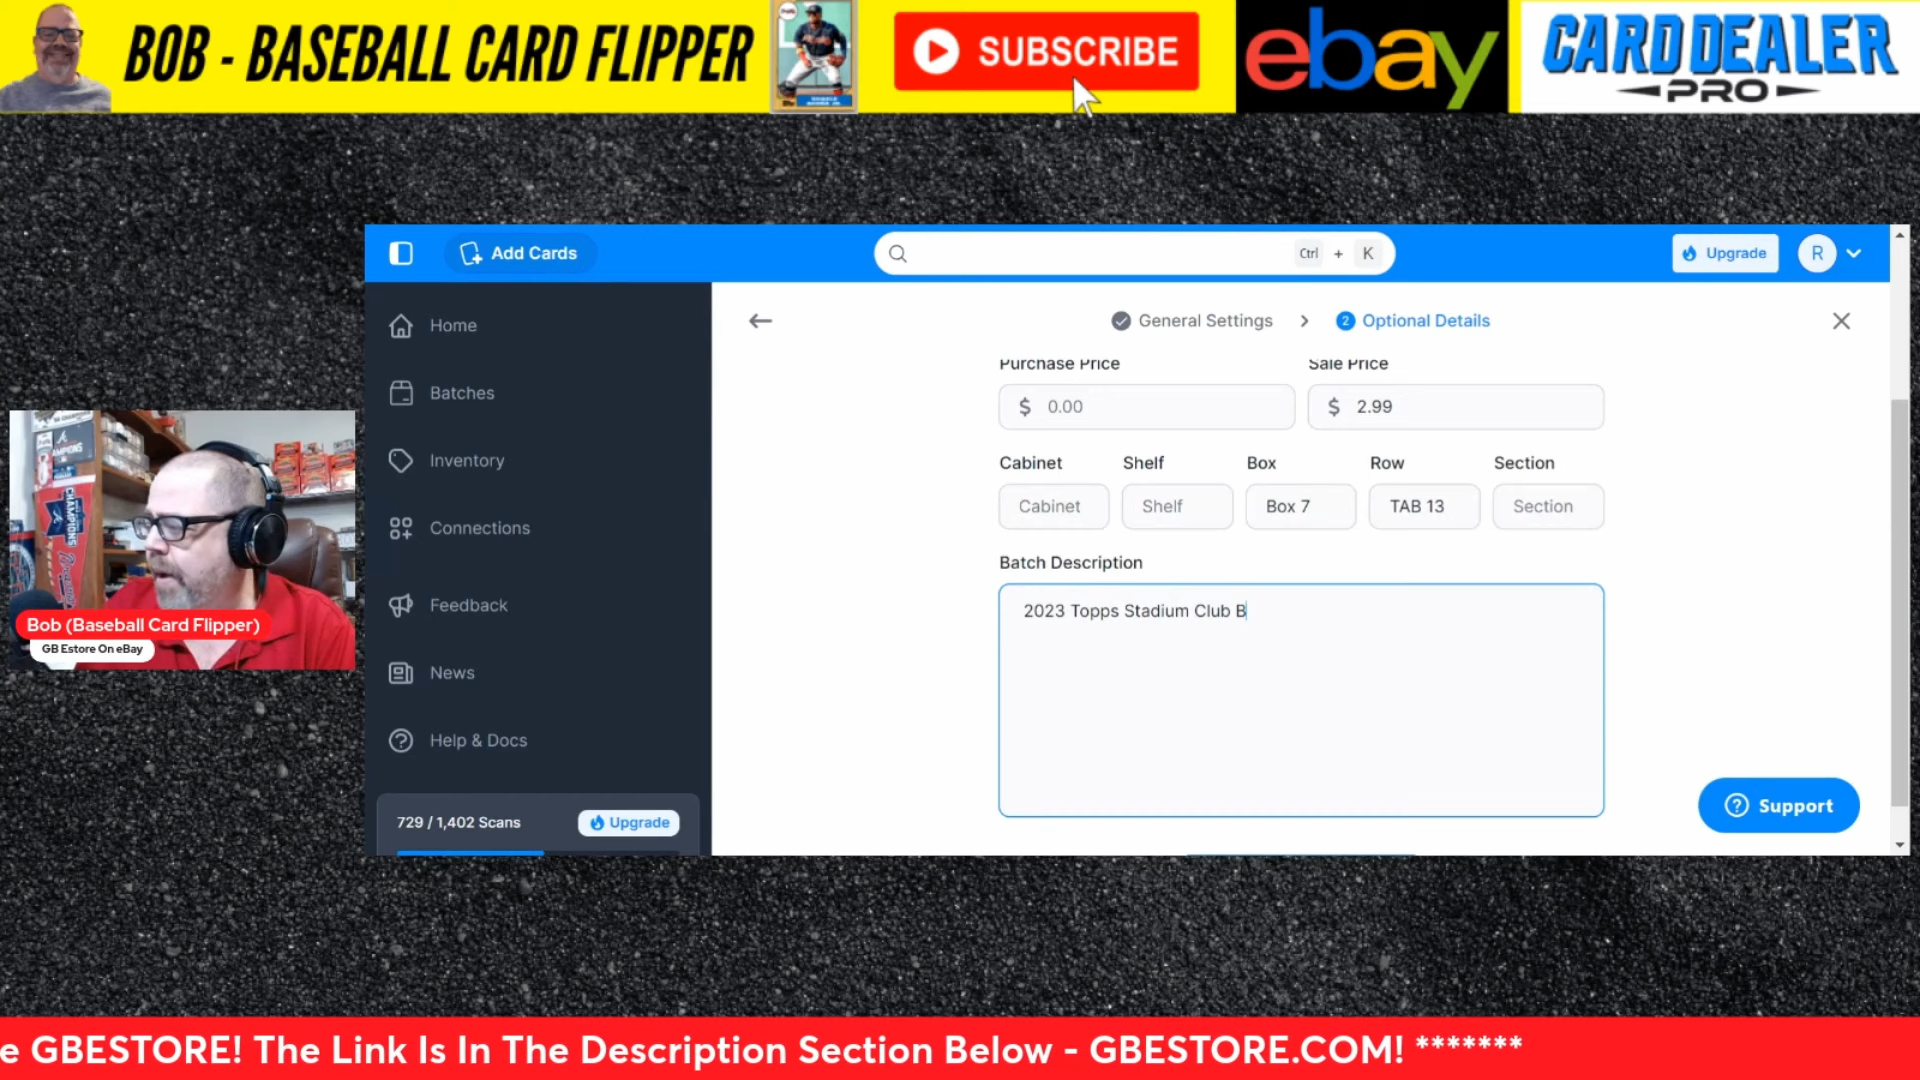 BOB - BASEBALL CARD FLIPPER
SUBSCRIBE
ebay
CARD DEALER
PRO
Add Cards
Ctrl + K
Upgrade
R
Home
Batches
Inventory
Connections
Feedback
News
Help & Docs
729 / 1,402 Scans
Upgrade
General Settings
2 Optional Details
Purchase Price
Sale Price
$ 0.00
$ 2.99
Cabinet
Shelf
Box
Row
Section
Cabinet
Shelf
Box 7
TAB 13
Section
Batch Description
2023 Topps Stadium Club B
Support
CHAMPIONS
Bob (Baseball Card Flipper)
GB Estore On eBay
e GBESTORE! The Link Is In The Description Section Below - GBESTORE.COM! *******